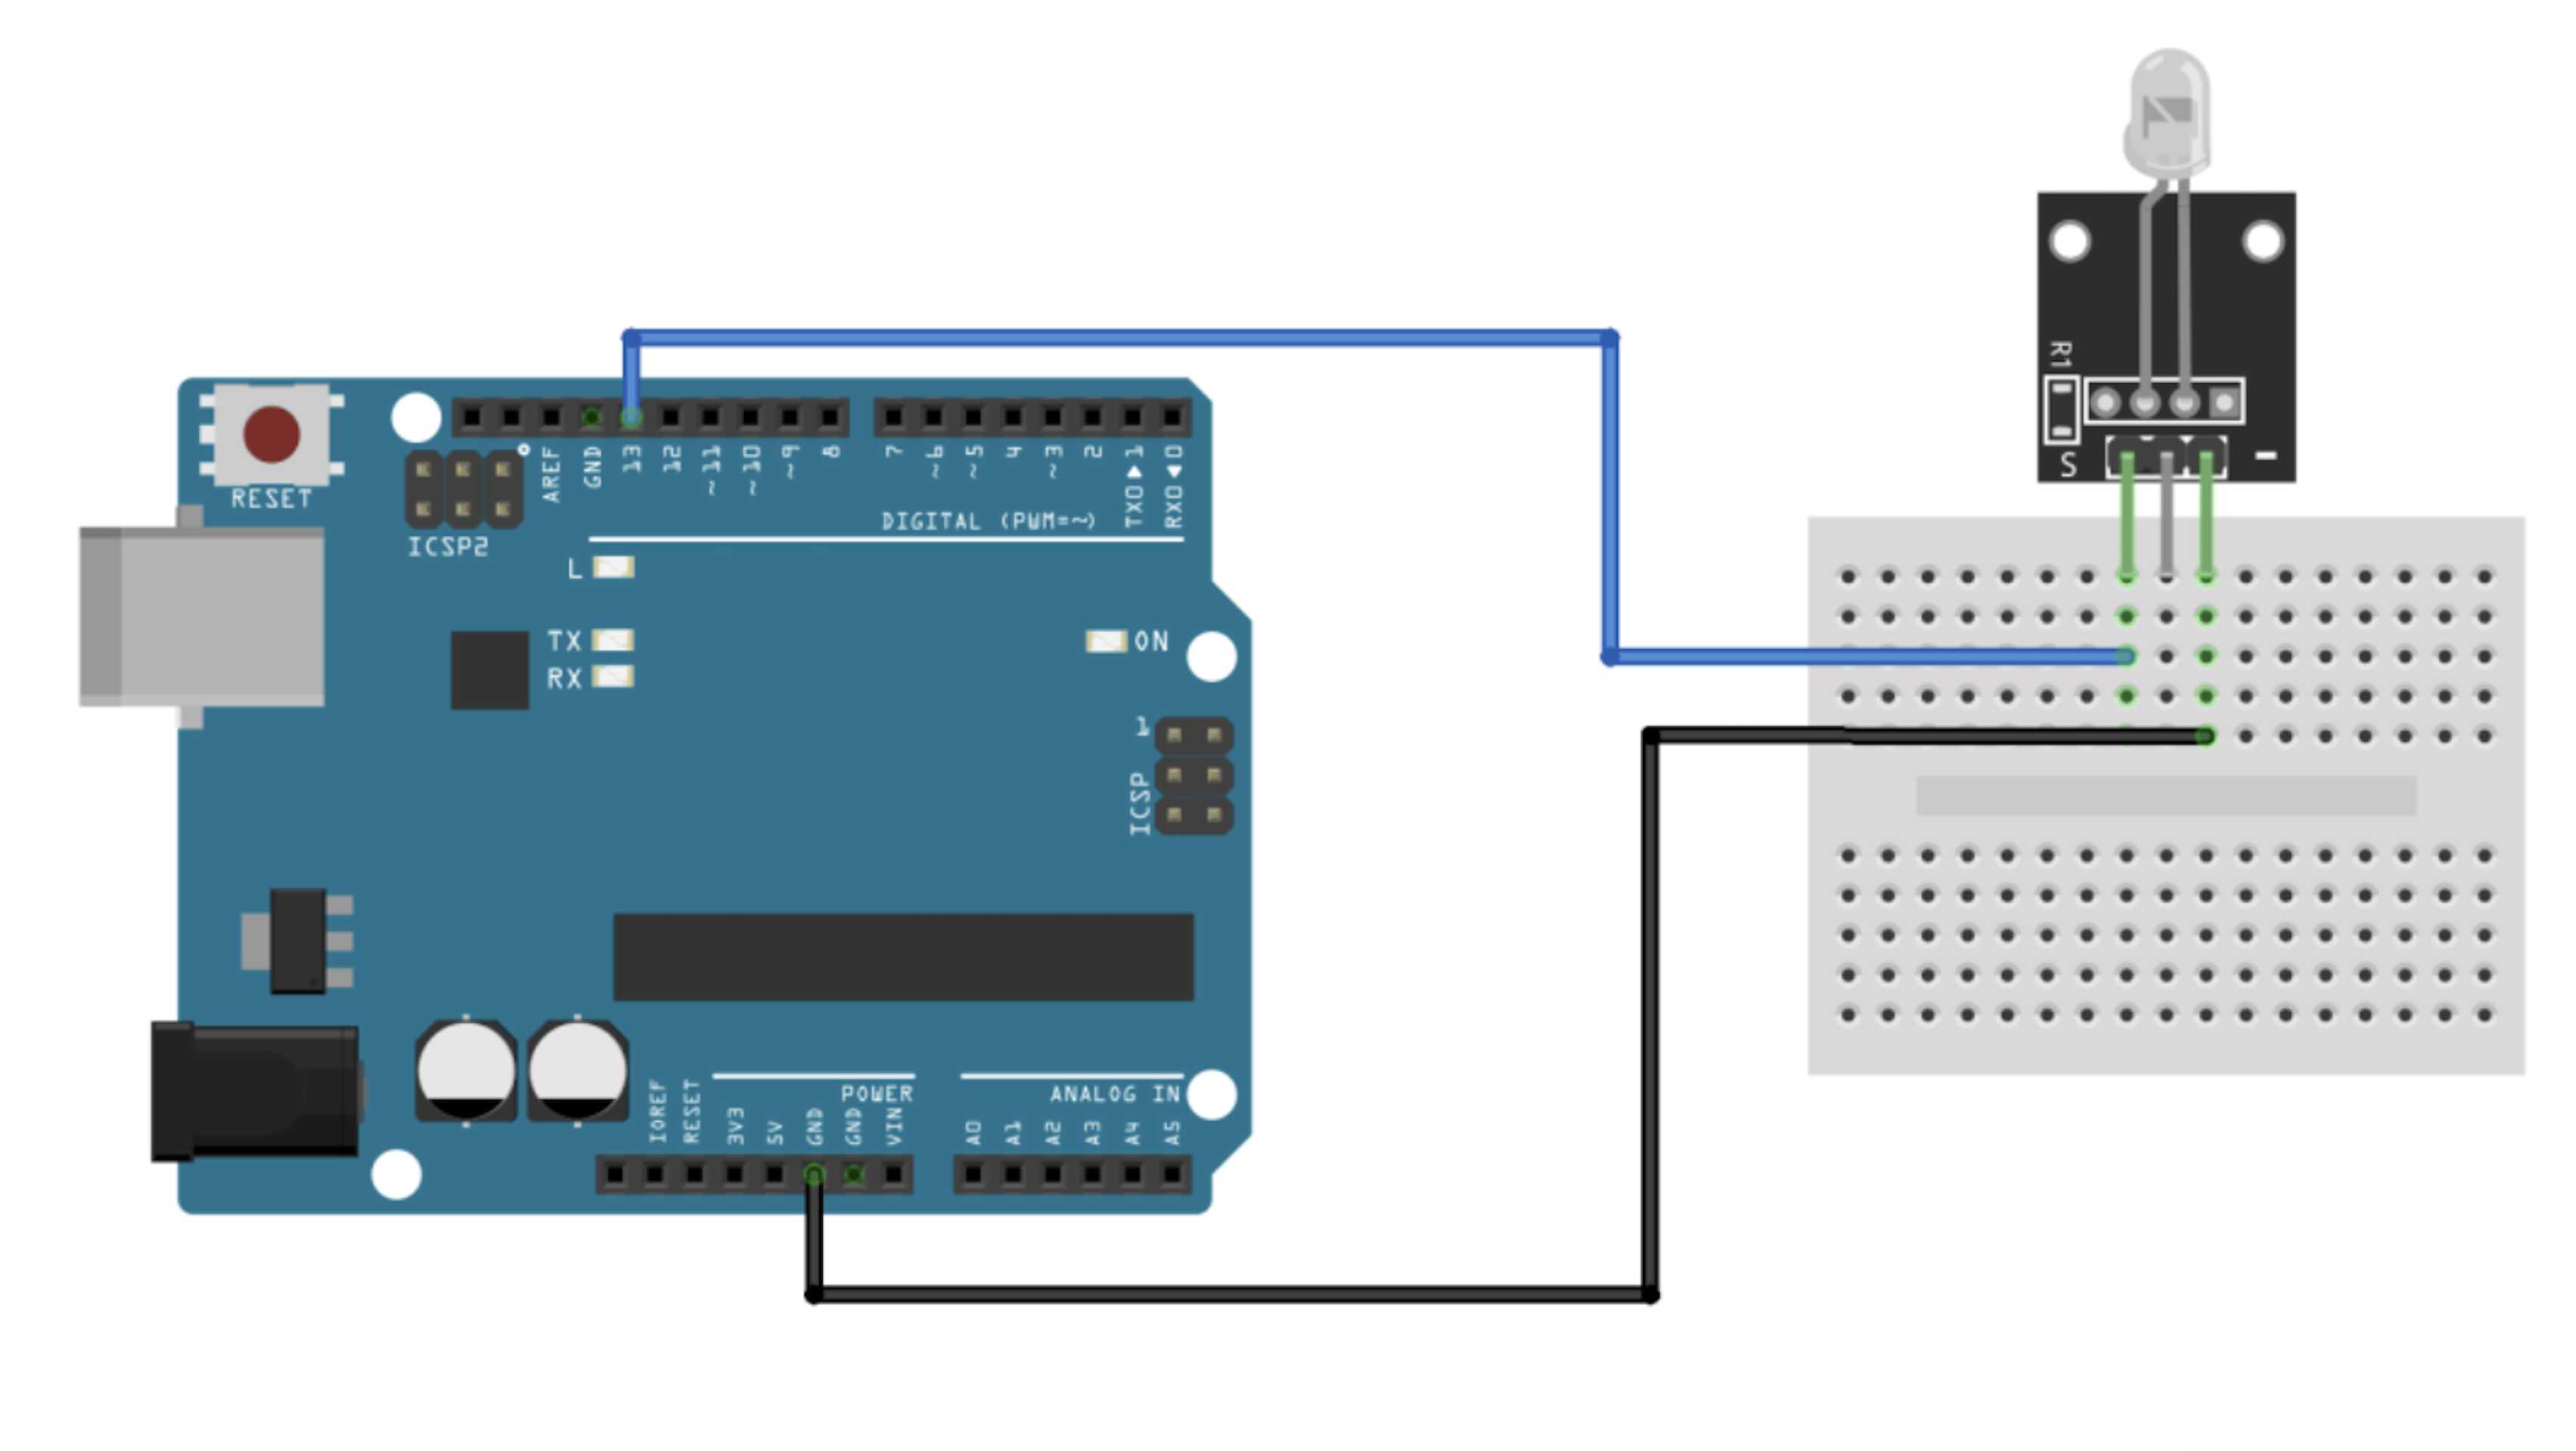 R1
S
-
RESET
ICSP2
AREF
GND
13
12
~11
~10
~9
8
7
~6
~5
4
~3
2
TX0▶1
RX0◀0
DIGITAL (PWM=~)
L
TX
RX
ON
1
ICSP
POWER
ANALOG IN
IOREF
RESET
3V3
5V
GND
GND
VIN
A0
A1
A2
A3
A4
A5